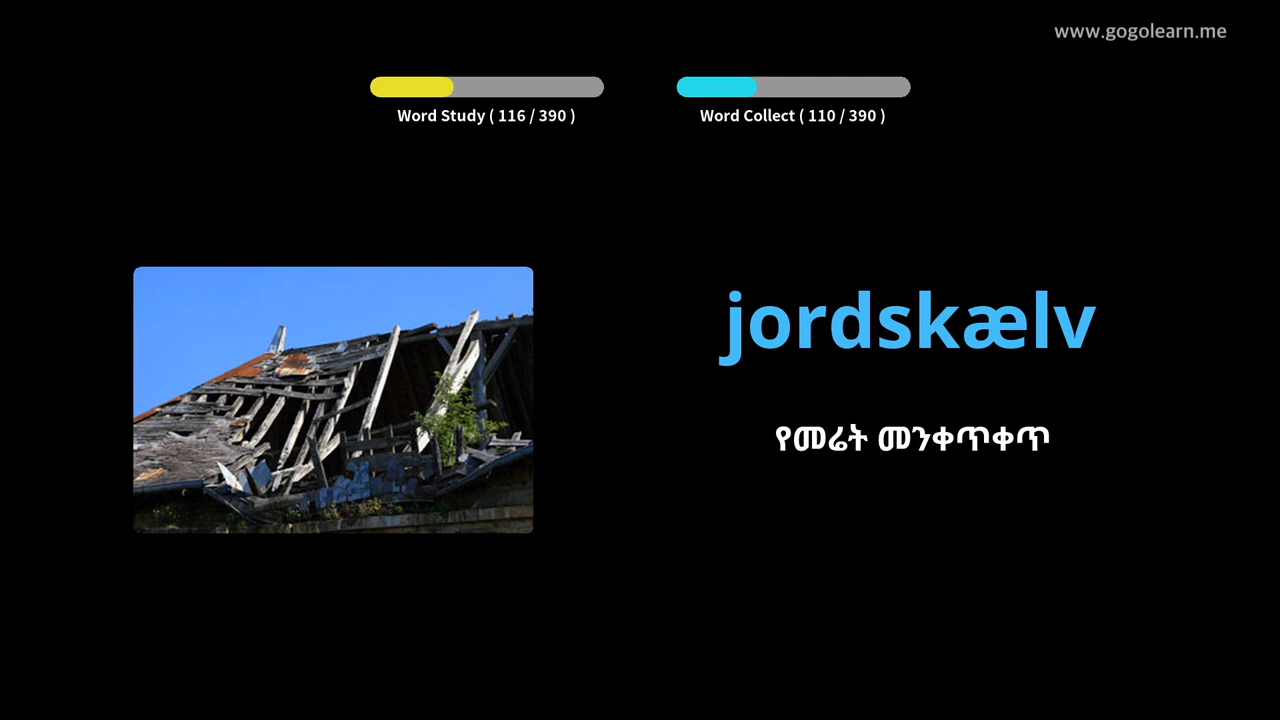 www.gogolearn.me
Word Study ( 116 / 390 )
Word Collect ( 110 / 390 )
jordskælv
የመሬት መንቀጥቀጥ